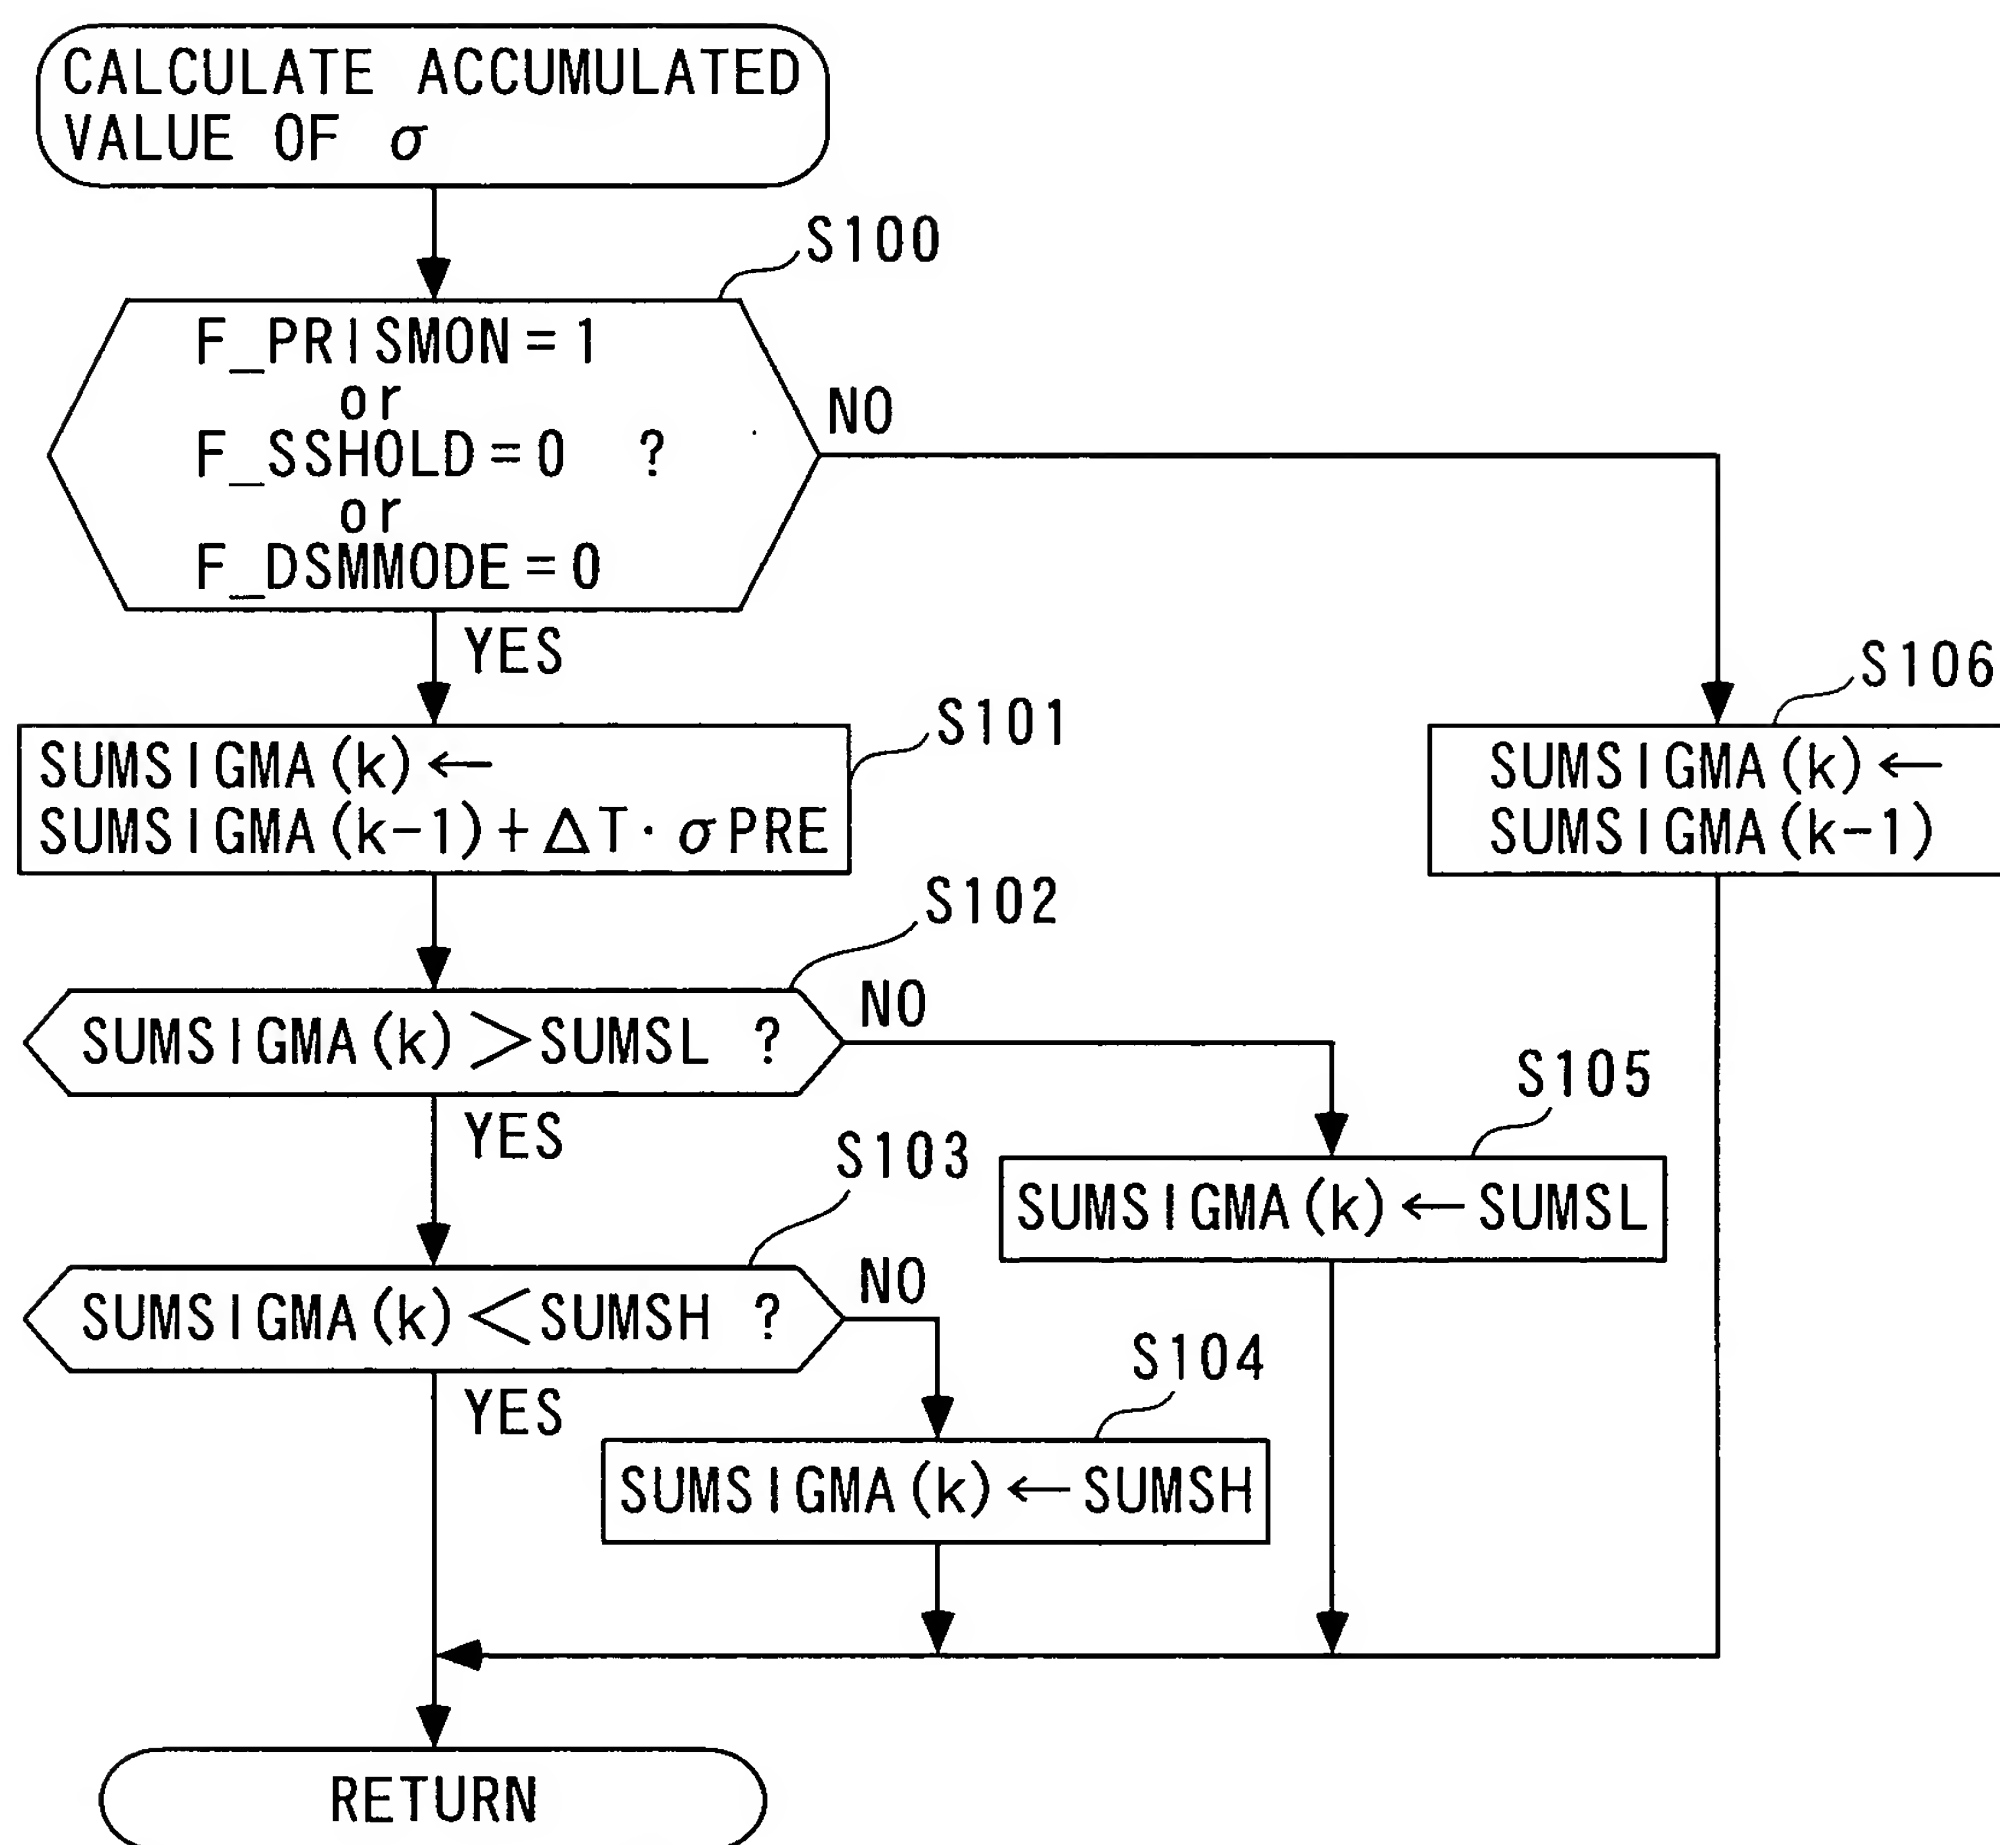 CALCULATE ACCUMULATED
VALUE OF σ
S100
F_PRISMON=1
or
F_SSHOLD=0 ?
or
F_DSMMODE=0
NO
YES
S106
S101
SUMSIGMA(k)←
SUMSIGMA(k-1)+ΔT・σPRE
SUMSIGMA(k)←
SUMSIGMA(k-1)
S102
SUMSIGMA(k)>SUMSL ?
NO
YES
S105
SUMSIGMA(k)←SUMSL
S103
SUMSIGMA(k)<SUMSH ?
NO
YES
S104
SUMSIGMA(k)←SUMSH
RETURN